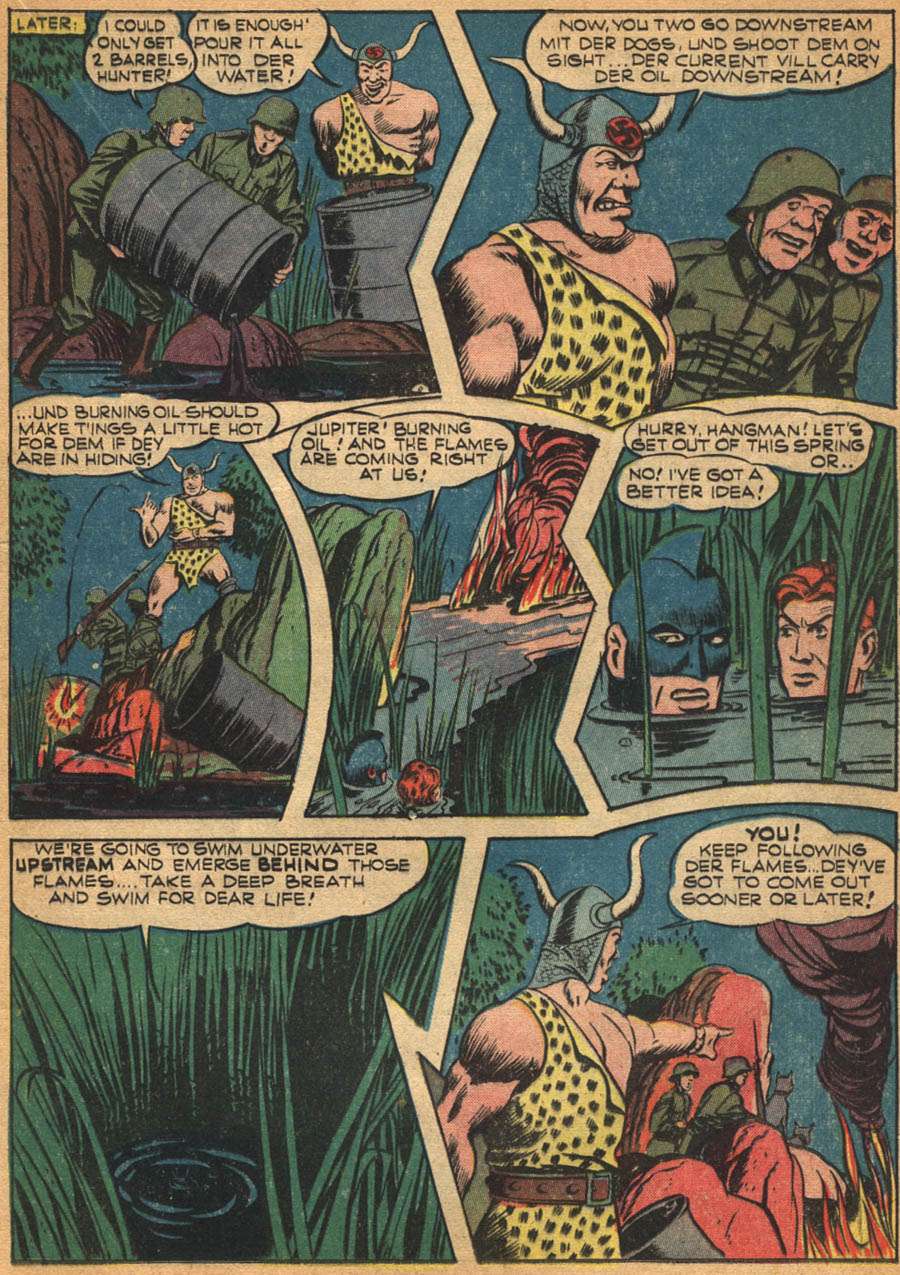 LATER:
I COULD
ONLY GET
2 BARRELS,
HUNTER!
IT IS ENOUGH!
POUR IT ALL
INTO DER
WATER!
NOW, YOU TWO GO DOWNSTREAM
MIT DER DOGS, UND SHOOT DEM ON
SIGHT...DER CURRENT VILL CARRY
DER OIL DOWNSTREAM!
...UND BURNING OIL SHOULD
MAKE T'INGS A LITTLE HOT
FOR DEM IF DEY
ARE IN HIDING!
JUPITER! BURNING
OIL! AND THE FLAMES
ARE COMING RIGHT
AT US!
HURRY, HANGMAN! LET'S
GET OUT OF THIS SPRING
OR..
NO! I'VE GOT A
BETTER IDEA!
WE'RE GOING TO SWIM UNDERWATER
UPSTREAM AND EMERGE BEHIND THOSE
FLAMES....TAKE A DEEP BREATH
AND SWIM FOR DEAR LIFE!
YOU!
KEEP FOLLOWING
DER FLAMES...DEY'VE
GOT TO COME OUT
SOONER OR LATER!